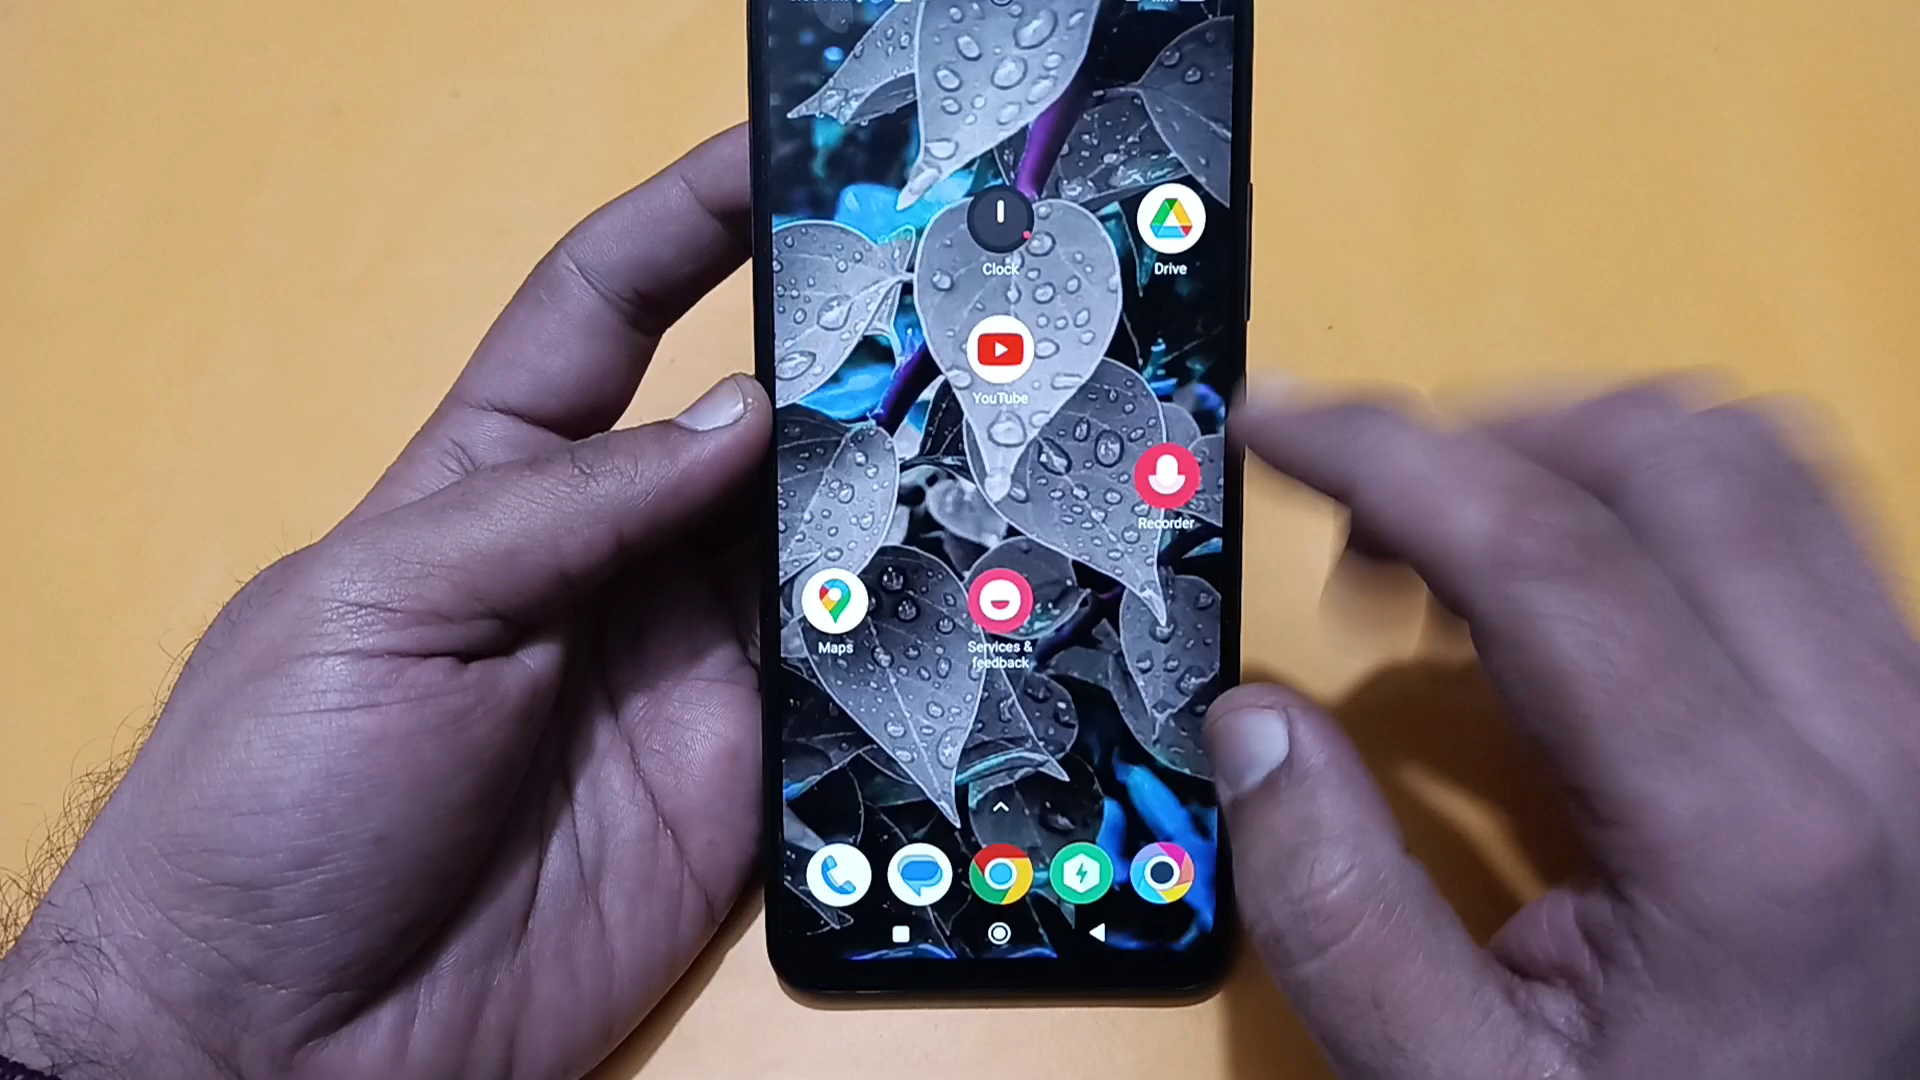 Clock
Drive
YouTube
Recorder
Maps
Services &
feedback